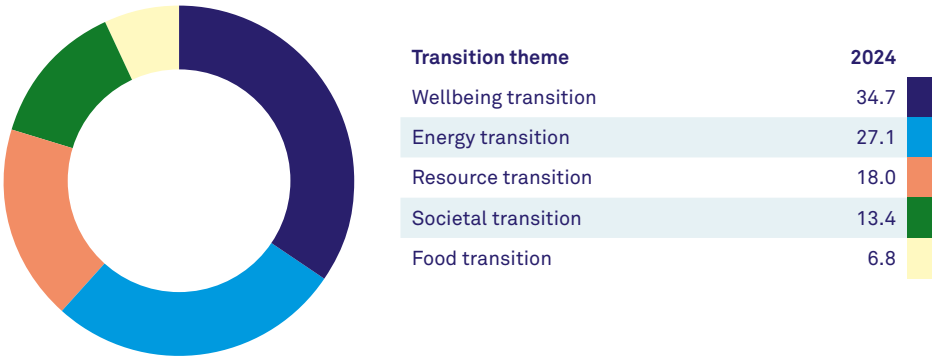 Transition theme 2024
Wellbeing transition 34.7
Energy transition 27.1
Resource transition 18.0
Societal transition 13.4
Food transition 6.8